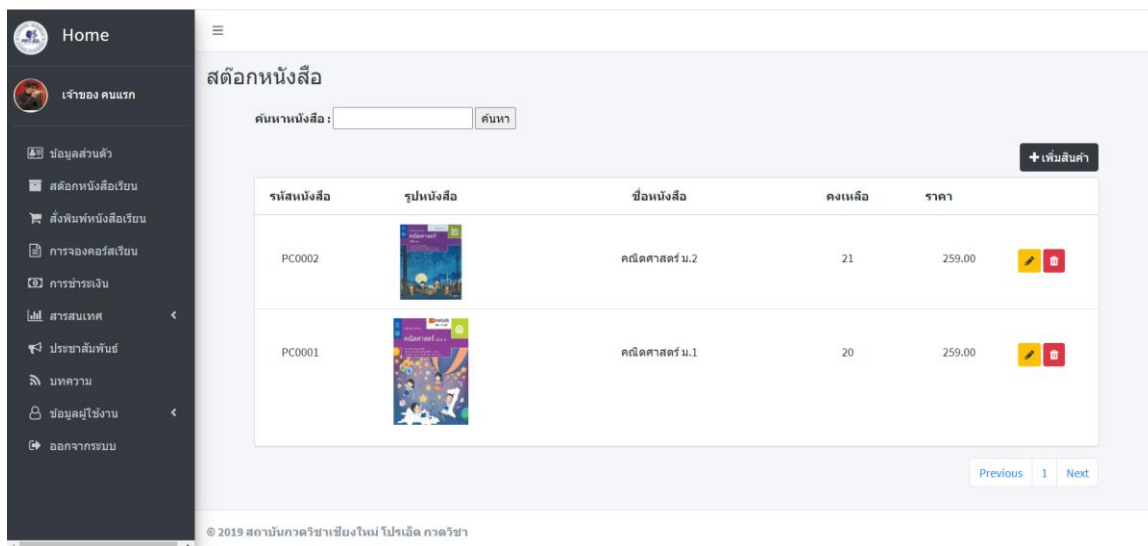 Home
เจ้าของ คนแรก
ข้อมูลส่วนตัว
สต๊อกหนังสือเรียน
สั่งพิมพ์หนังสือเรียน
การจองคอร์สเรียน
การชำระเงิน
สารสนเทศ
ประชาสัมพันธ์
บทความ
ข้อมูลผู้ใช้งาน
ออกจากระบบ
สต๊อกหนังสือ
ค้นหาหนังสือ : ค้นหา
เพิ่มสินค้า
รหัสหนังสือ รูปหนังสือ ชื่อหนังสือ คงเหลือ ราคา
PC0002 คณิตศาสตร์ ม.2 21 259.00
PC0001 คณิตศาสตร์ ม.1 20 259.00
Previous 1 Next
© 2019 สถาบันกวดวิชาเชียงใหม่ โปรเอ็ด กวดวิชา